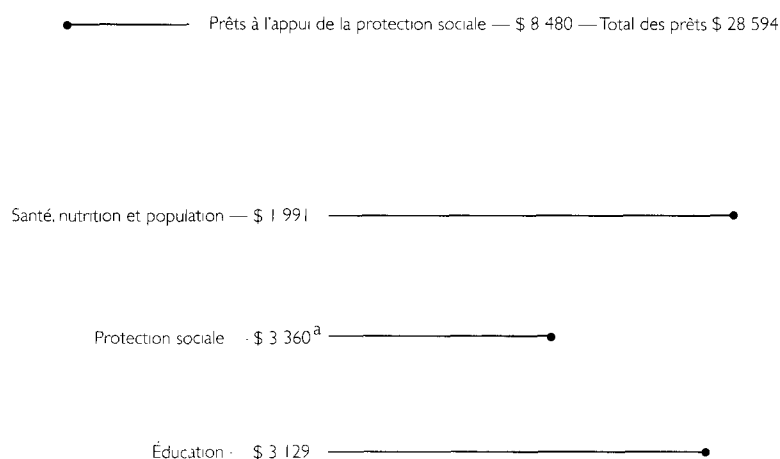 Prêts à l'appui de la protection sociale — $ 8 480 —Total des prêts $ 28 594
Santé, nutrition et population — $ 1 991
Protection sociale - $ 3 360a
Éducation - $ 3 129